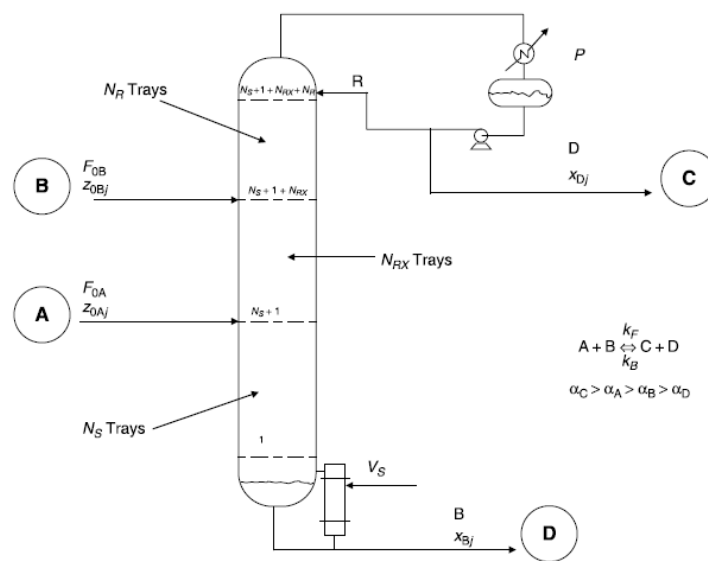 P
R
N_S+1+N_RX+N_R
N_R Trays
D
x_Dj
C
B
F_0B
z_0Bj
N_S+1+N_RX
N_RX Trays
A
F_0A
z_0Aj
N_S+1
k_F
A + B ⇔ C + D
k_B
α_C > α_A > α_B > α_D
N_S Trays
1
V_S
B
x_Bj
D